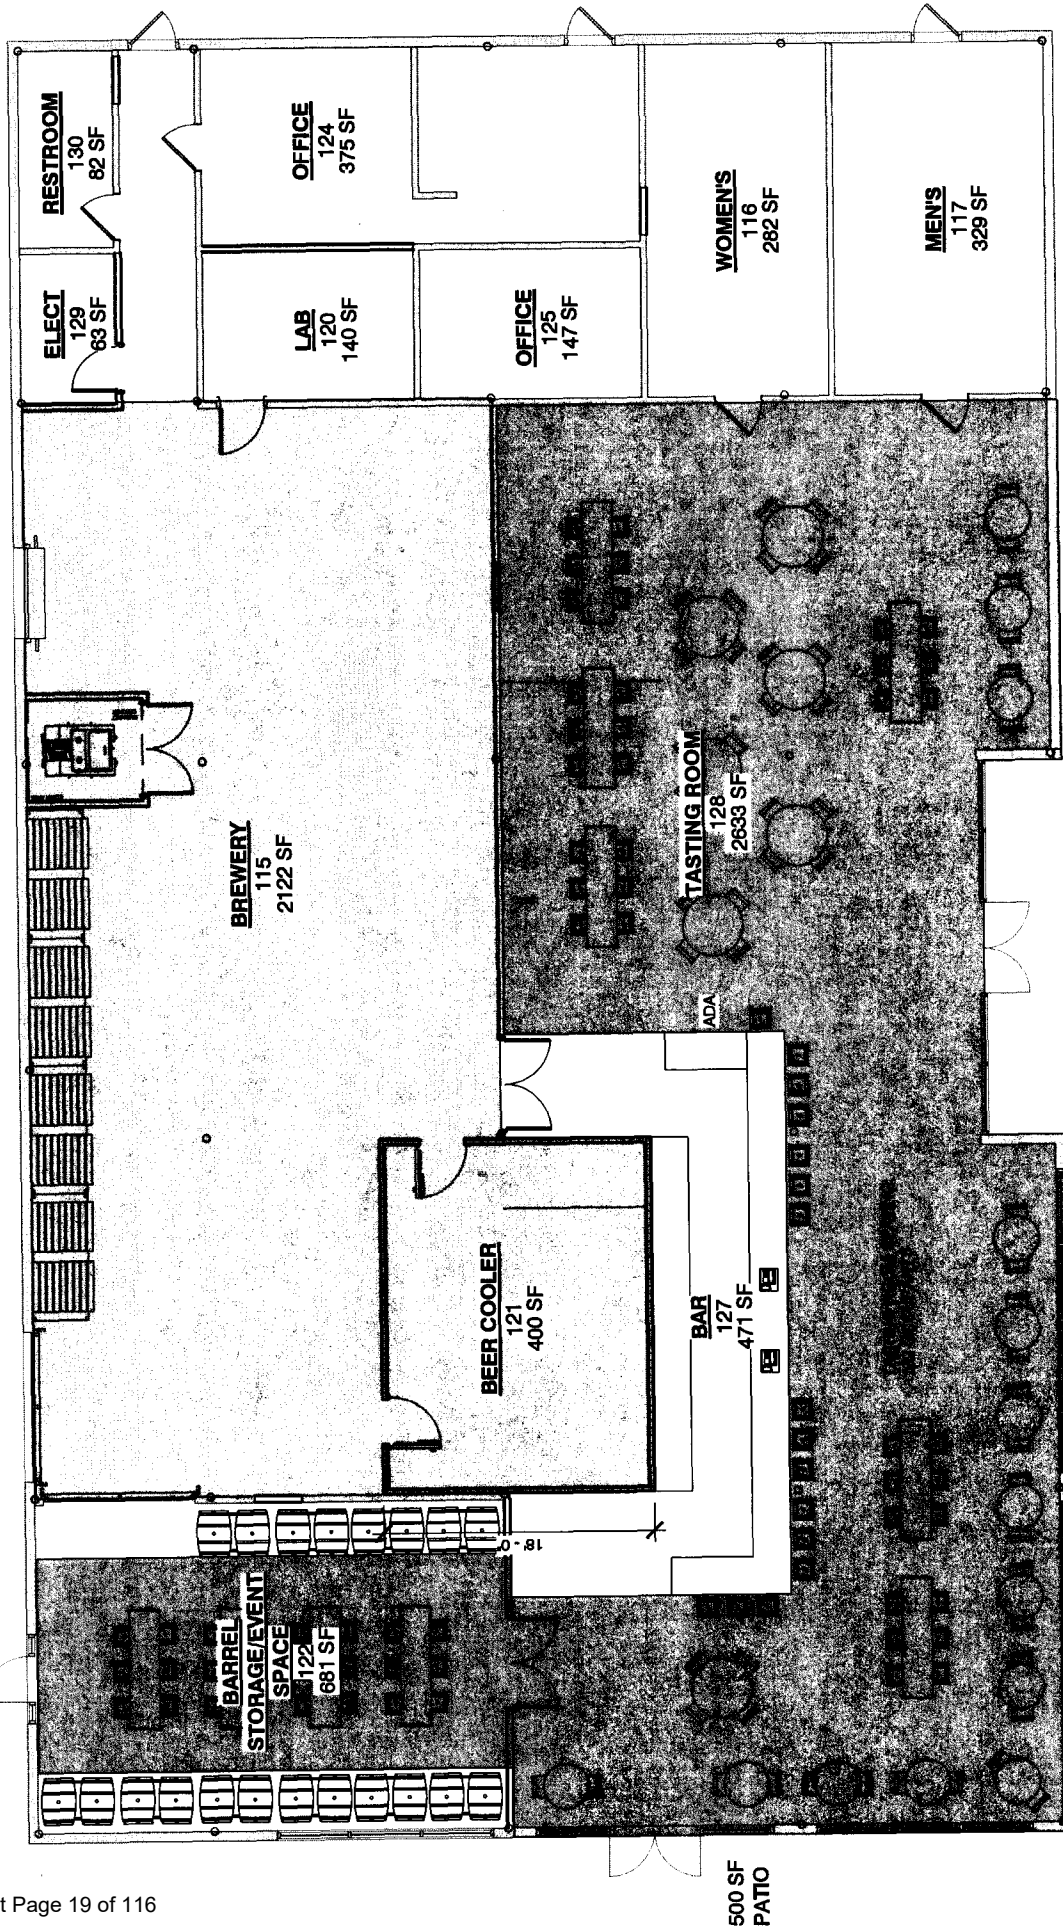 RESTROOM
130
82 SF
ELECT
129
63 SF
OFFICE
124
375 SF
LAB
120
140 SF
OFFICE
125
147 SF
WOMEN'S
116
282 SF
MEN'S
117
329 SF
BREWERY
115
2122 SF
TASTING ROOM
128
2633 SF
ADA
BEER COOLER
121
400 SF
BAR
127
471 SF
18' - 0"
BARREL
STORAGE/EVENT
SPACE
122
681 SF
500 SF
PATIO
t Page 19 of 116